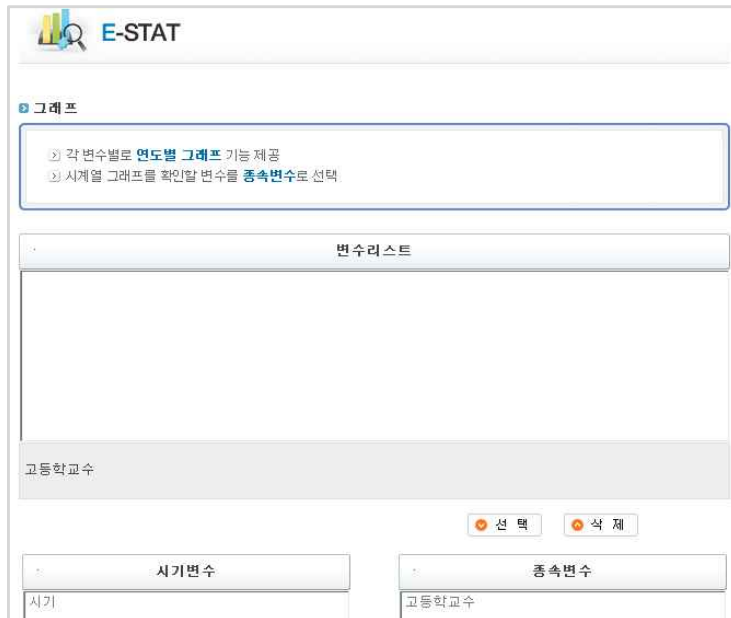 E-STAT
그래프
각 변수별로 연도별 그래프 기능 제공
시계열 그래프를 확인할 변수를 종속변수로 선택
변수리스트
고등학교수
선 택 삭 제
시기변수 종속변수
시기 고등학교수